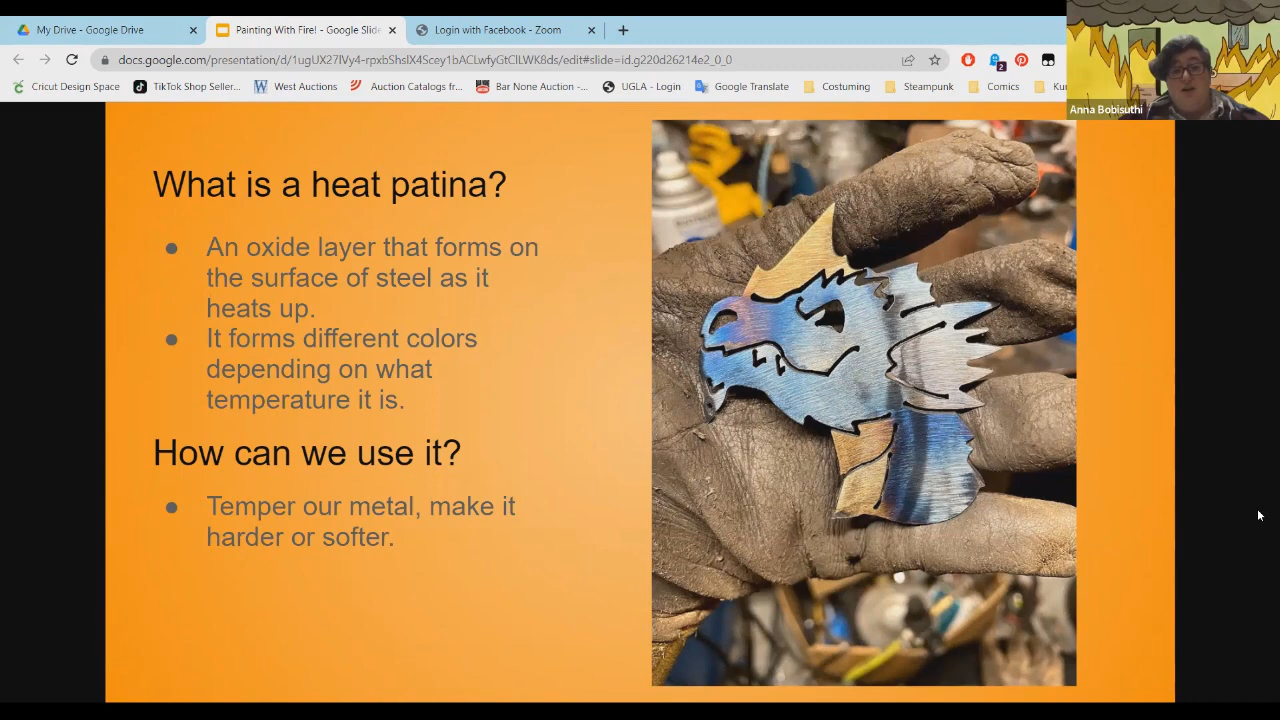 My Drive - Google Drive
Painting With Fire! - Google Slide
Login with Facebook - Zoom
docs.google.com/presentation/d/1ugUX27IVy4-rpxbShslX4Scey1bACLwfyGtClLWK8ds/edit#slide=id.g220d26214e2_0_0
2
Cricut Design Space
TikTok Shop Seller...
West Auctions
Auction Catalogs fr...
Bar None Auction -...
UGLA - Login
Google Translate
Costuming
Steampunk
Comics
Anna Bobisuthi
What is a heat patina?
● An oxide layer that forms on
the surface of steel as it
heats up.
● It forms different colors
depending on what
temperature it is.
How can we use it?
● Temper our metal, make it
harder or softer.